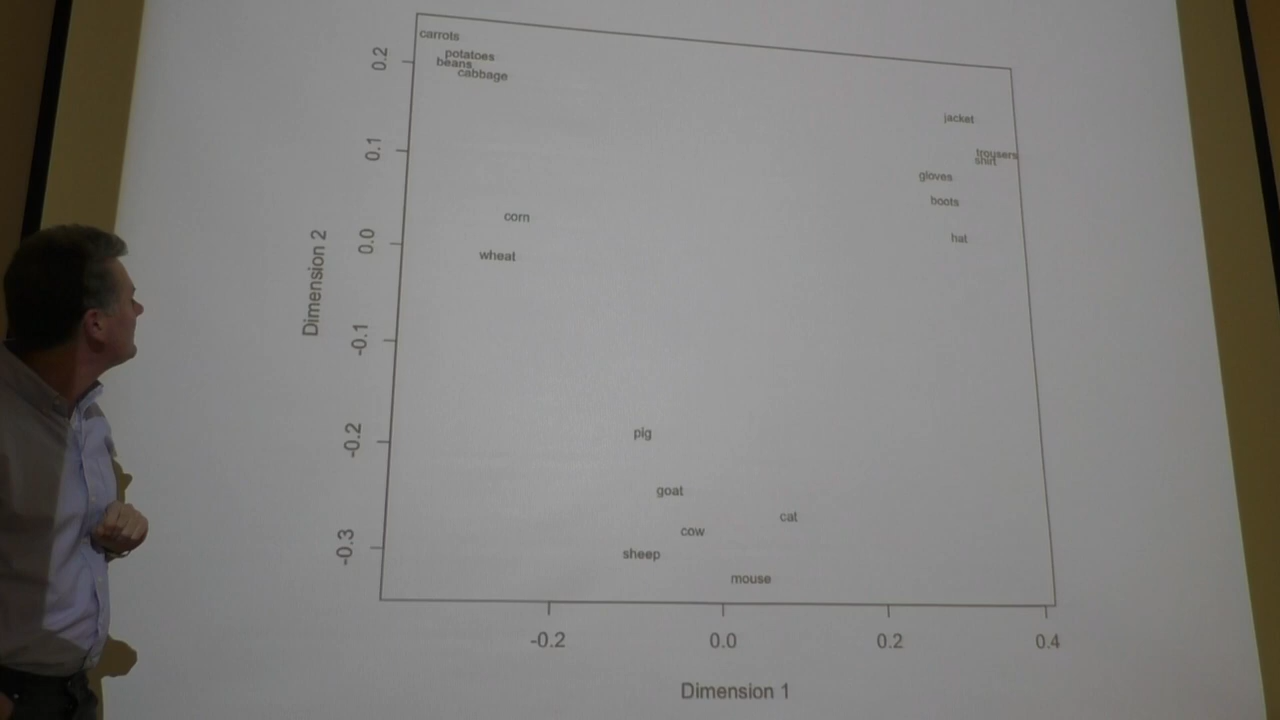 carrots
potatoes
beans
cabbage
jacket
trousers
shirt
gloves
boots
hat
corn
wheat
pig
goat
cat
cow
sheep
mouse
0.2
0.1
0.0
-0.1
-0.2
-0.3
Dimension 2
-0.2
0.0
0.2
0.4
Dimension 1